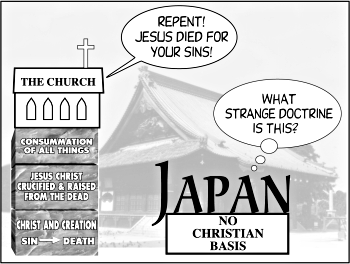 REPENT!
JESUS DIED FOR
YOUR SINS!
THE CHURCH
WHAT
STRANGE DOCTRINE
IS THIS?
CONSUMMATION
OF ALL THINGS
JESUS CHRIST
CRUCIFIED & RAISED
FROM THE DEAD
CHRIST AND CREATION
SIN → DEATH
JAPAN
NO
CHRISTIAN
BASIS